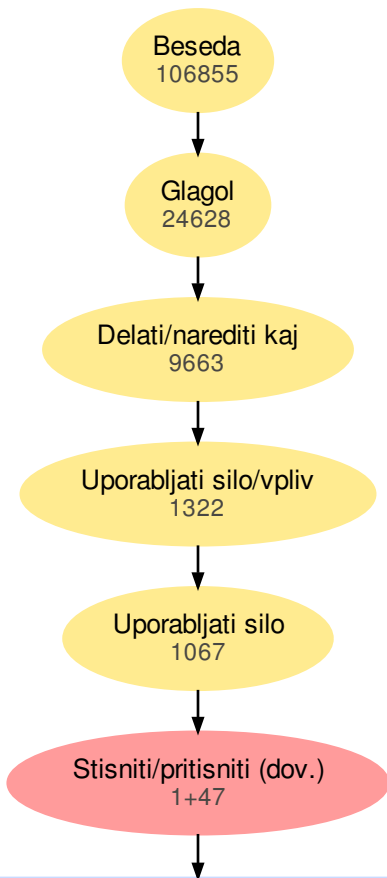 Beseda
106855
Glagol
24628
Delati/narediti kaj
9663
Uporabljati silo/vpliv
1322
Uporabljati silo
1067
Stisniti/pritisniti (dov.)
1+47